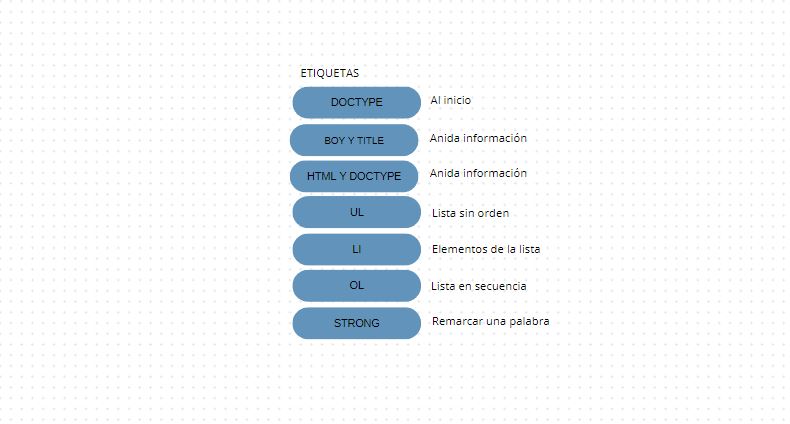 ETIQUETAS
DOCTYPE Al inicio
BOY Y TITLE Anida información
HTML Y DOCTYPE Anida información
UL Lista sin orden
LI Elementos de la lista
OL Lista en secuencia
STRONG Remarcar una palabra